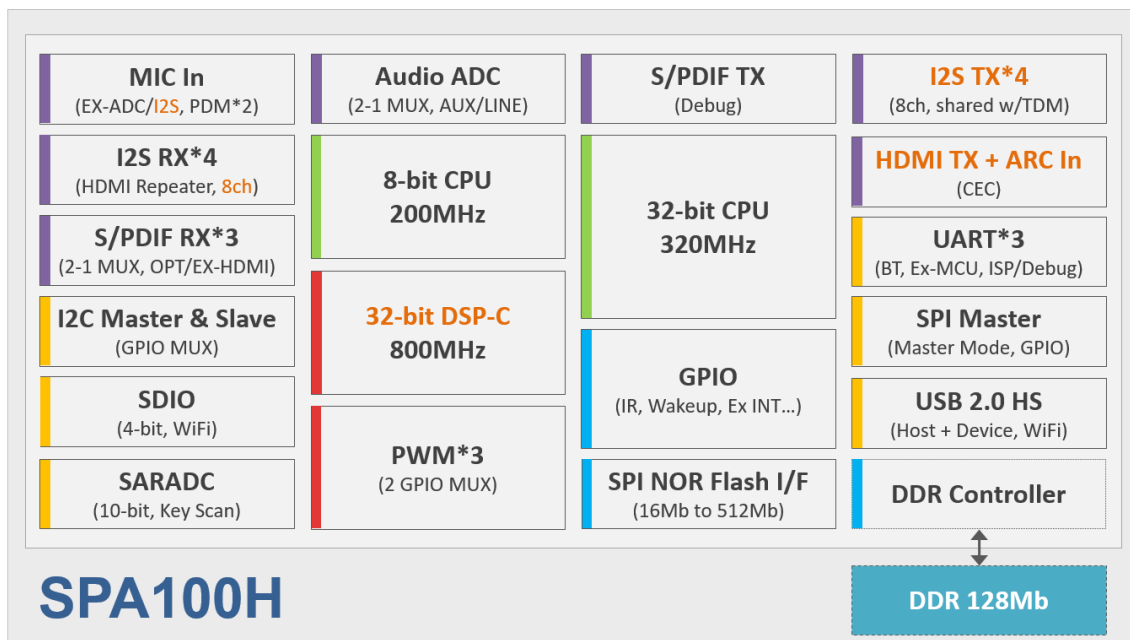 MIC In
(EX-ADC/I2S, PDM*2)
I2S RX*4
(HDMI Repeater, 8ch)
S/PDIF RX*3
(2-1 MUX, OPT/EX-HDMI)
I2C Master & Slave
(GPIO MUX)
SDIO
(4-bit, WiFi)
SARADC
(10-bit, Key Scan)
Audio ADC
(2-1 MUX, AUX/LINE)
8-bit CPU
200MHz
32-bit DSP-C
800MHz
PWM*3
(2 GPIO MUX)
S/PDIF TX
(Debug)
32-bit CPU
320MHz
GPIO
(IR, Wakeup, Ex INT...)
SPI NOR Flash I/F
(16Mb to 512Mb)
I2S TX*4
(8ch, shared w/TDM)
HDMI TX + ARC In
(CEC)
UART*3
(BT, Ex-MCU, ISP/Debug)
SPI Master
(Master Mode, GPIO)
USB 2.0 HS
(Host + Device, WiFi)
DDR Controller
SPA100H
DDR 128Mb